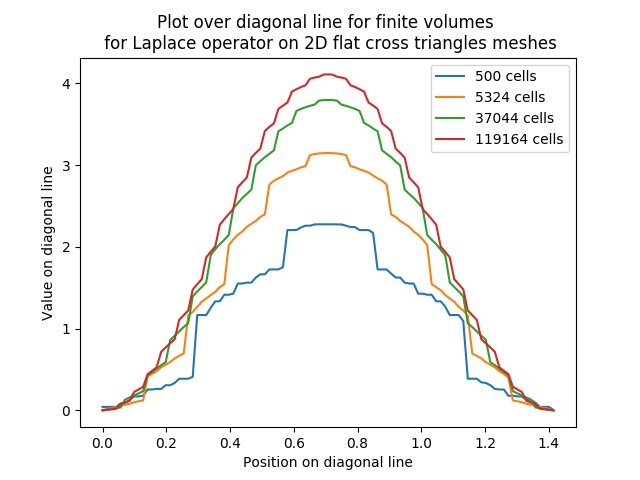 Plot over diagonal line for finite volumes
for Laplace operator on 2D flat cross triangles meshes
500 cells
5324 cells
37044 cells
119164 cells
Value on diagonal line
4
3
2
1
0
0.0 0.2 0.4 0.6 0.8 1.0 1.2 1.4
Position on diagonal line